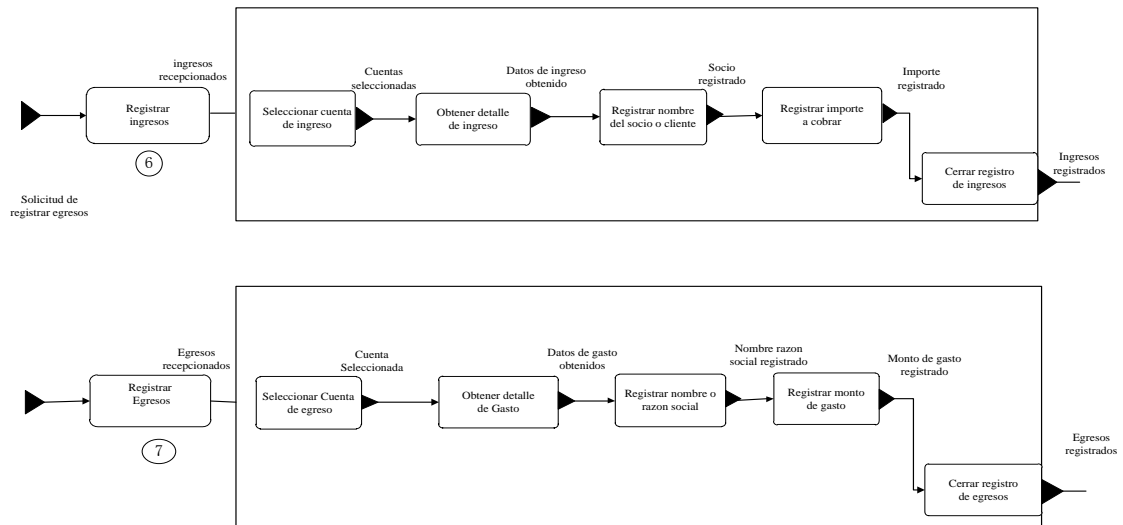 ingresos
recepcionados
Cuentas
seleccionadas
Datos de ingreso
obtenido
Socio
registrado
Importe
registrado
Registrar
ingresos
Seleccionar cuenta
de ingreso
Obtener detalle
de ingreso
Registrar nombre
del socio o cliente
Registrar importe
a cobrar
6
Cerrar registro
de ingresos
Ingresos
registrados
Solicitud de
registrar egresos
Egresos
recepcionados
Cuenta
Seleccionada
Datos de gasto
obtenidos
Nombre razon
social registrado
Monto de gasto
registrado
Registrar
Egresos
Seleccionar Cuenta
de egreso
Obtener detalle
de Gasto
Registrar nombre o
razon social
Registrar monto
de gasto
7
Egresos
registrados
Cerrar registro
de egresos